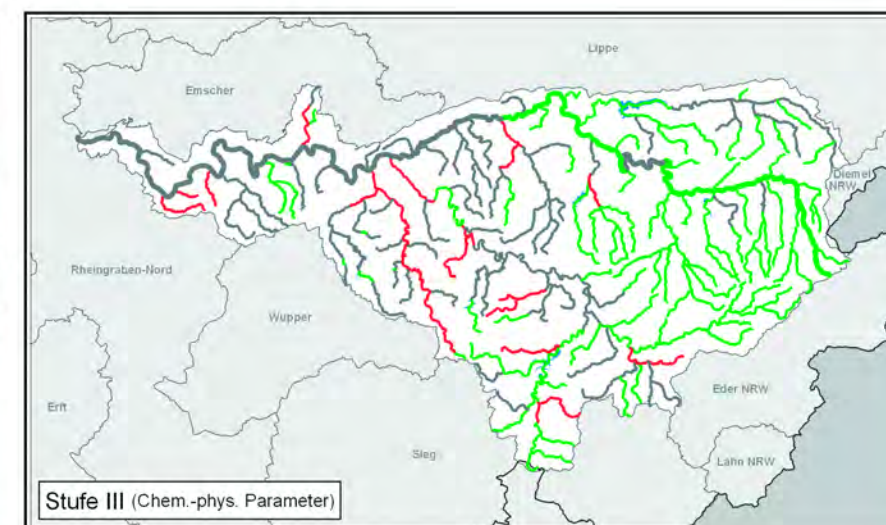 Lippe
Emscher
Diemel
NRW
Rheingraben-Nord
Wupper
Eder NRW
Erft
Sieg
Lahn NRW
Stufe III (Chem.-phys. Parameter)